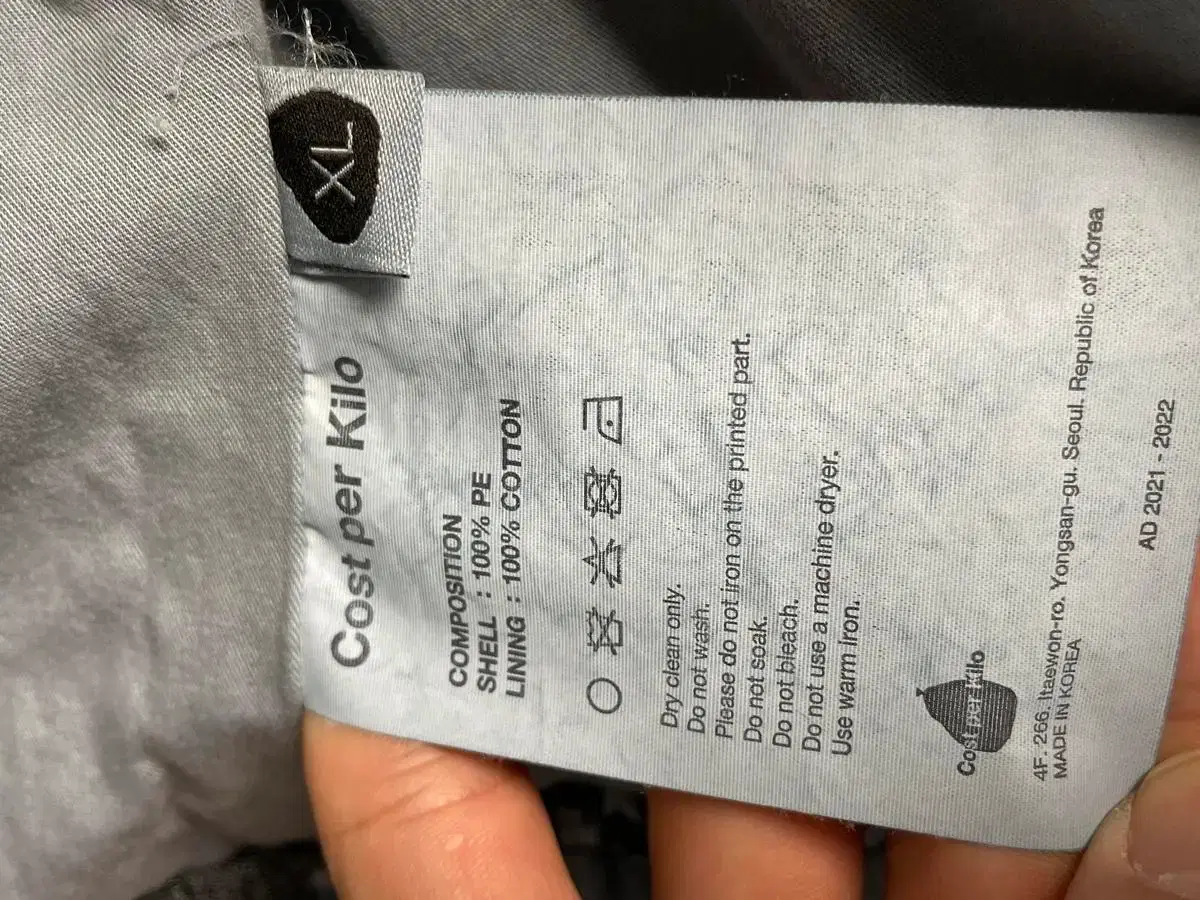 XL
Cost per Kilo
COMPOSITION
SHELL : 100% PE
LINING : 100% COTTON
Dry clean only.
Do not wash.
Please do not iron on the printed part.
Do not soak.
Do not bleach.
Do not use a machine dryer.
Use warm iron.
Cost per Kilo
4F. 266. Itaewon-ro. Yongsan-gu. Seoul. Republic of Korea
MADE IN KOREA
AD 2021 - 2022